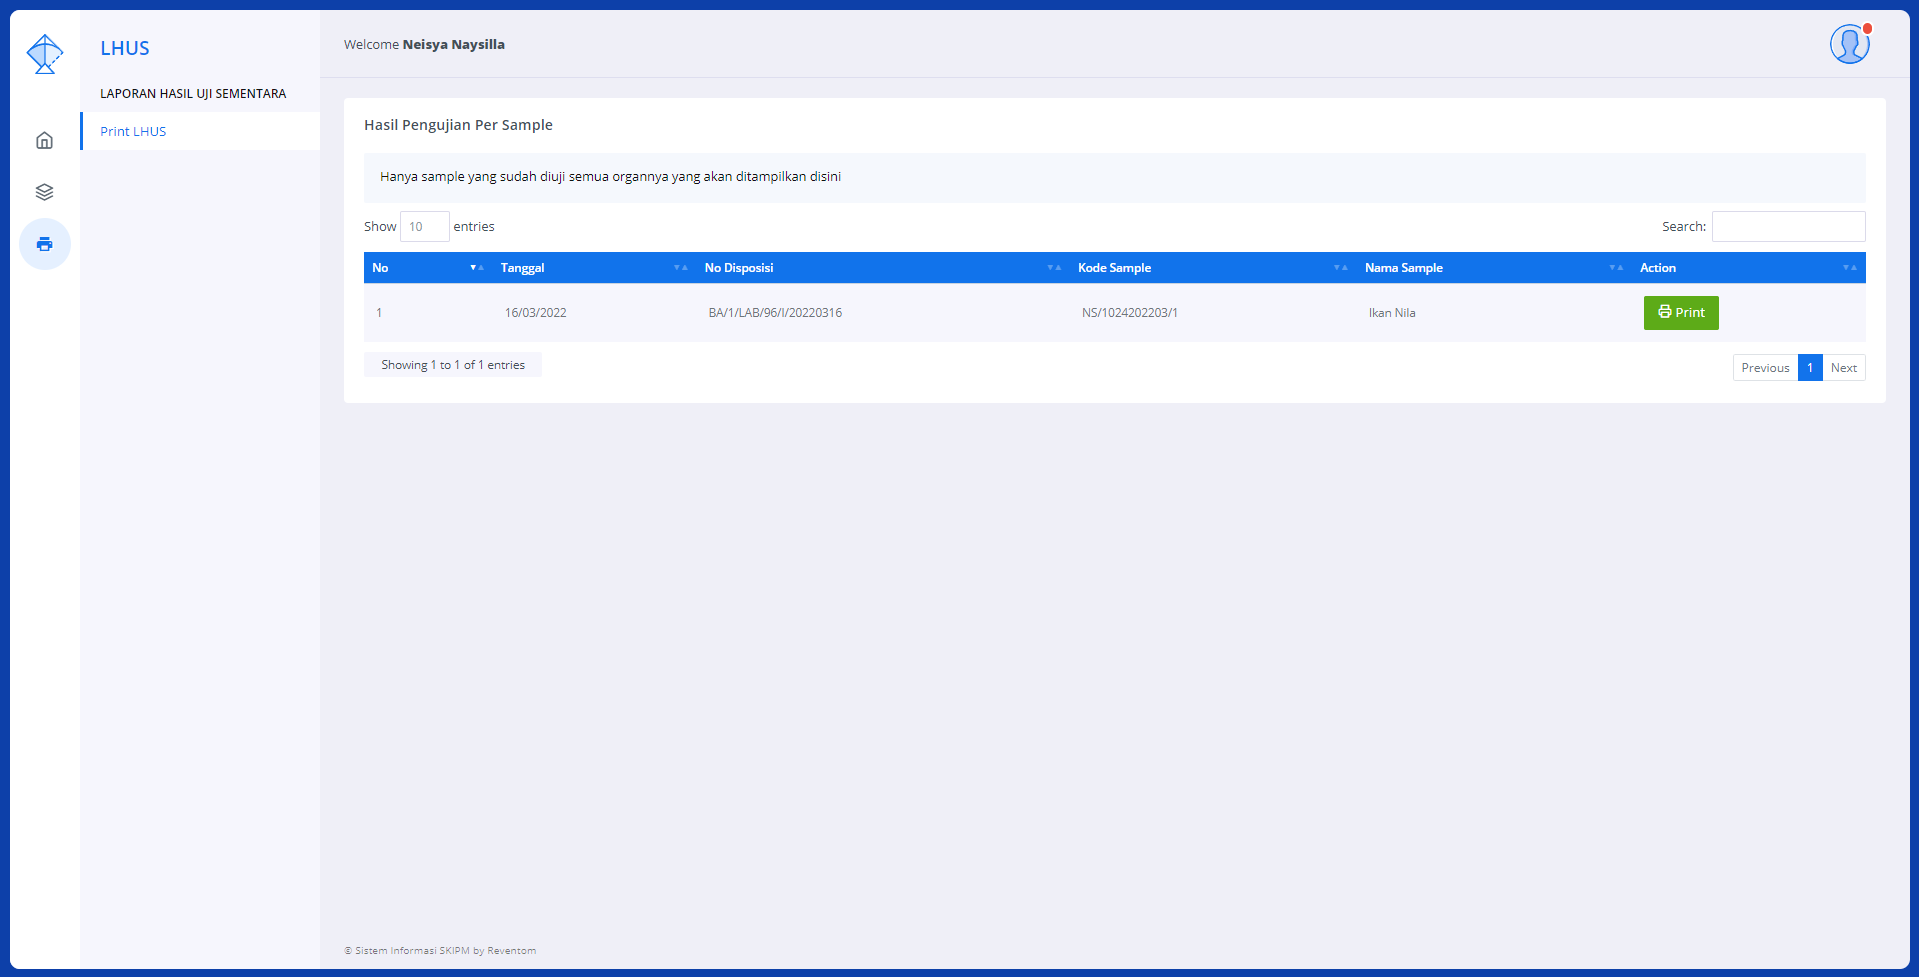 LHUS
LAPORAN HASIL UJI SEMENTARA
Print LHUS
Welcome Neisya Naysilla
Hasil Pengujian Per Sample
Hanya sample yang sudah diuji semua organnya yang akan ditampilkan disini
Show 10 entries
Search:
No Tanggal No Disposisi Kode Sample Nama Sample Action
1 16/03/2022 BA/1/LAB/96/I/20220316 NS/1024202203/1 Ikan Nila Print
Showing 1 to 1 of 1 entries
Previous 1 Next
© Sistem Informasi SKIPM by Reventom